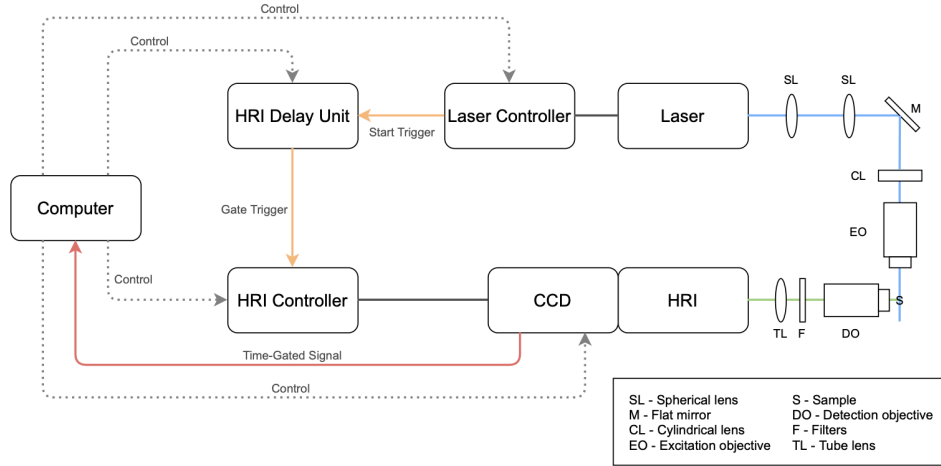 Control
Control
SL
SL
M
HRI Delay Unit
Start Trigger
Laser Controller
Laser
CL
Computer
Gate Trigger
EO
Control
HRI Controller
CCD
HRI
S
TL
F
DO
Time-Gated Signal
Control
SL - Spherical lens
M - Flat mirror
CL - Cylindrical lens
EO - Excitation objective
S - Sample
DO - Detection objective
F - Filters
TL - Tube lens